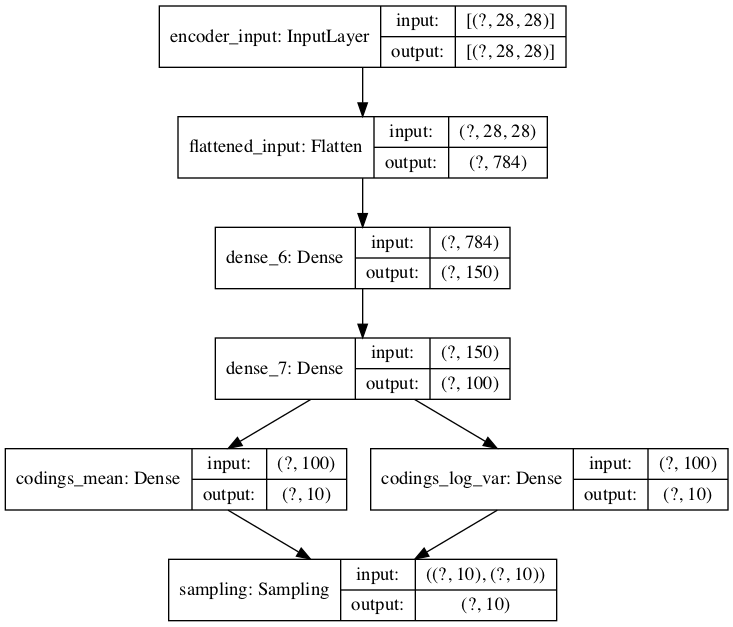 encoder_input: InputLayer
input:
[(?, 28, 28)]
output:
[(?, 28, 28)]
flattened_input: Flatten
input:
(?, 28, 28)
output:
(?, 784)
dense_6: Dense
input:
(?, 784)
output:
(?, 150)
dense_7: Dense
input:
(?, 150)
output:
(?, 100)
codings_mean: Dense
input:
(?, 100)
output:
(?, 10)
codings_log_var: Dense
input:
(?, 100)
output:
(?, 10)
sampling: Sampling
input:
((?, 10), (?, 10))
output:
(?, 10)